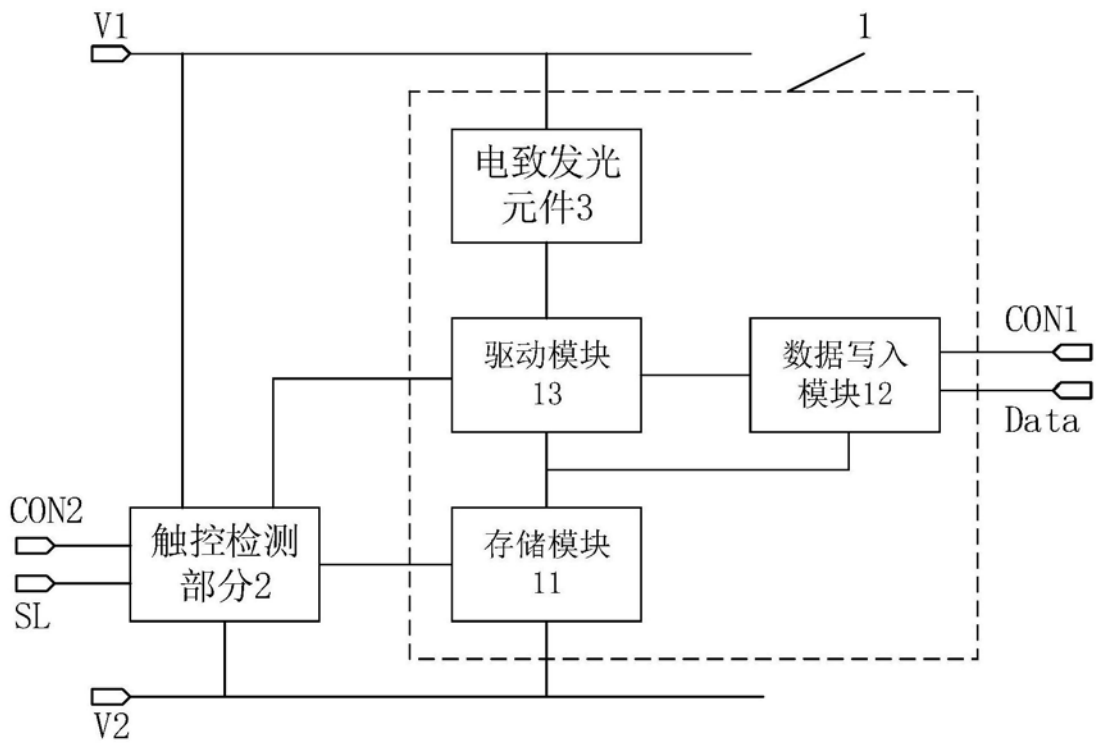 V1
1
电致发光
元件3
驱动模块
13
数据写入
模块12
CON1
Data
CON2
SL
触控检测
部分2
存储模块
11
V2